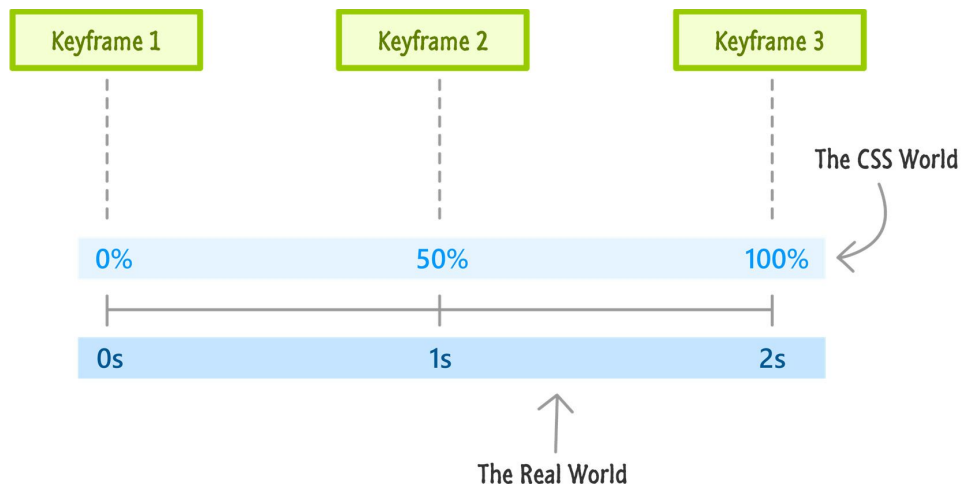 Keyframe 1
Keyframe 2
Keyframe 3
The CSS World
0%
50%
100%
0s
1s
2s
The Real World